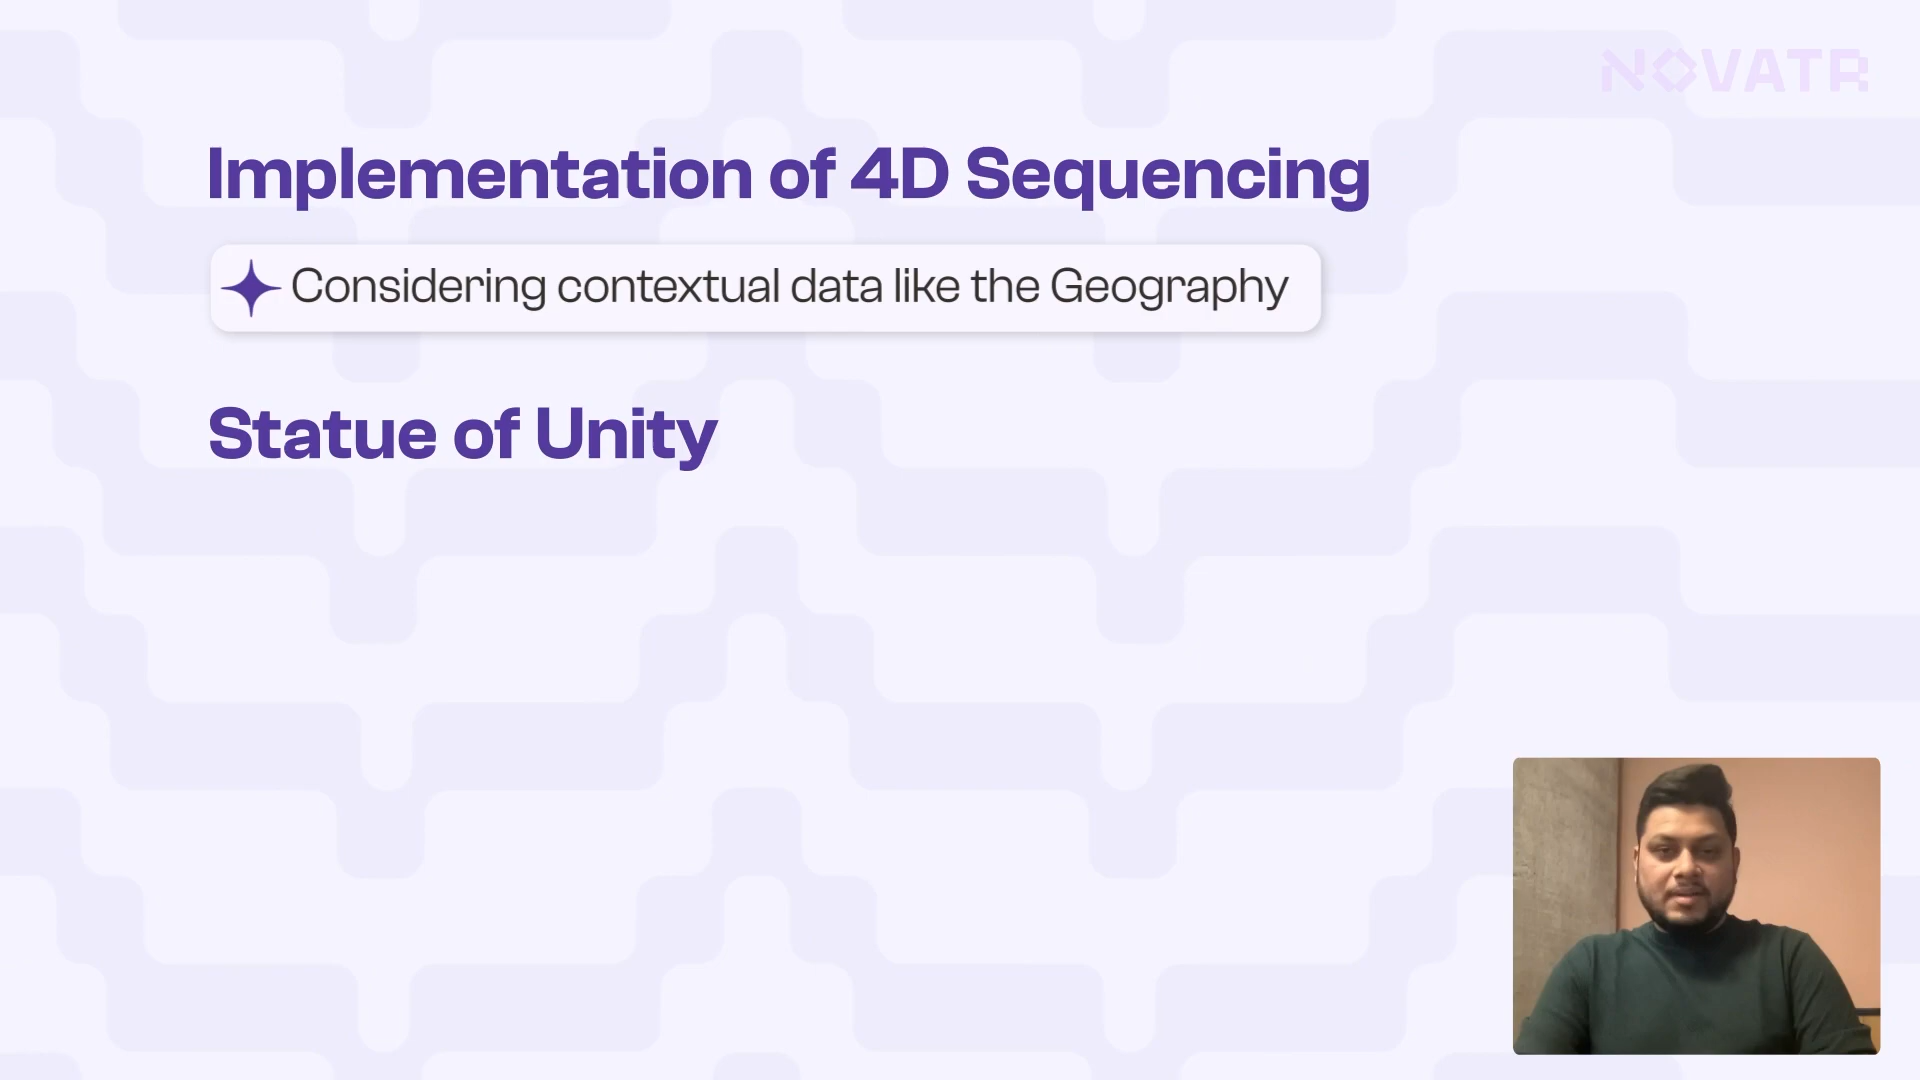 NOVATR
Implementation of 4D Sequencing
Considering contextual data like the Geography
Statue of Unity